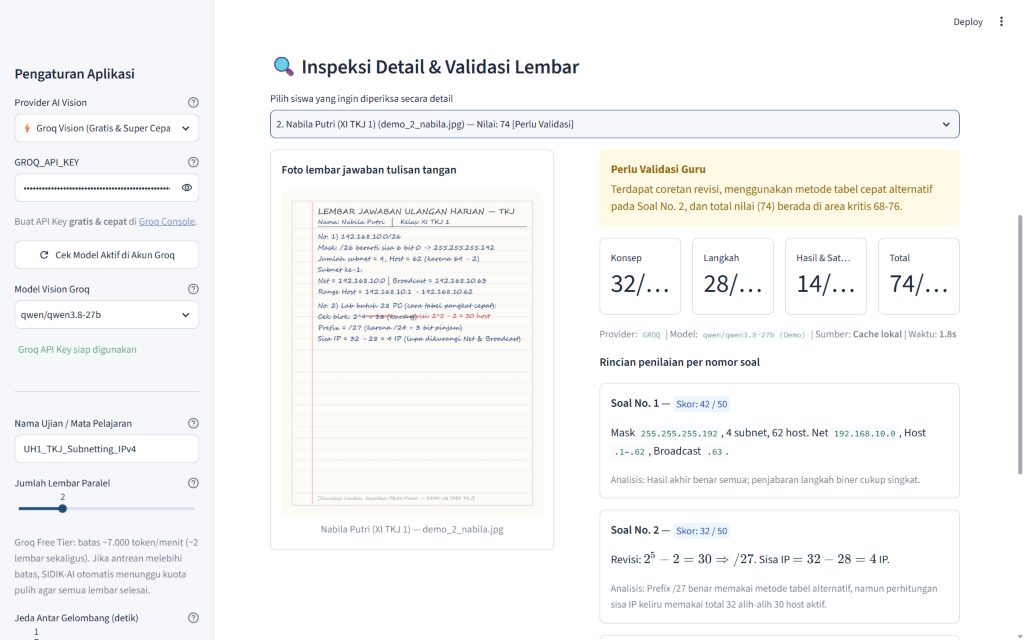 Deploy
Pengaturan Aplikasi
Provider AI Vision
Groq Vision (Gratis & Super Cepa
GROQ_API_KEY
Buat API Key gratis & cepat di Groq Console.
Cek Model Aktif di Akun Groq
Model Vision Groq
qwen/qwen3.8-27b
Groq API Key siap digunakan
Nama Ujian / Mata Pelajaran
UH1_TKJ_Subnetting_IPv4
Jumlah Lembar Paralel
2
Groq Free Tier: batas ~7.000 token/menit (~2
lembar sekaligus). Jika antrean melebihi
batas, SIDIK-AI otomatis menunggu kuota
pulih agar semua lembar selesai.
Jeda Antar Gelombang (detik)
1
Inspeksi Detail & Validasi Lembar
Pilih siswa yang ingin diperiksa secara detail
2. Nabila Putri (XI TKJ 1) (demo_2_nabila.jpg) — Nilai: 74 [Perlu Validasi]
Foto lembar jawaban tulisan tangan
LEMBAR JAWABAN ULANGAN HARIAN — TKJ
Nama: Nabila Putri | Kelas: XI TKJ 1
No. 1) 192.168.10.0/26
Mask: /26 berarti sisa 6 bit 0 -> 255.255.255.192
Jumlah subnet = 4, Host = 62 (karena 64 - 2)
Subnet ke-1:
Net = 192.168.10.0 | Broadcast = 192.168.10.63
Range Host = 192.168.10.1 - 192.168.10.62
No. 2) Lab butuh 28 PC (cara tabel pangkat cepat):
Cek blok: 2^4 = 16 (kurang) 2^5 - 2 = 30 host
Prefix = /27 (karena /24 + 3 bit pinjam)
Sisa IP = 32 - 28 = 4 IP (lupa dikurangi Net & Broadcast)
Nabila Putri (XI TKJ 1) — demo_2_nabila.jpg
Perlu Validasi Guru
Terdapat coretan revisi, menggunakan metode tabel cepat alternatif
pada Soal No. 2, dan total nilai (74) berada di area kritis 68-76.
Konsep
32/...
Langkah
28/...
Hasil & Sat...
14/...
Total
74/...
Provider: GROQ | Model: qwen/qwen3.8-27b (Demo) | Sumber: Cache lokal | Waktu: 1.8s
Rincian penilaian per nomor soal
Soal No. 1 — Skor: 42 / 50
Mask 255.255.255.192 , 4 subnet, 62 host. Net 192.168.10.0 , Host
.1-.62 , Broadcast .63 .
Analisis: Hasil akhir benar semua; penjabaran langkah biner cukup singkat.
Soal No. 2 — Skor: 32 / 50
Revisi: 2⁵ − 2 = 30 ⇒ /27. Sisa IP = 32 − 28 = 4 IP.
Analisis: Prefix /27 benar memakai metode tabel alternatif, namun perhitungan
sisa IP keliru memakai total 32 alih-alih 30 host aktif.